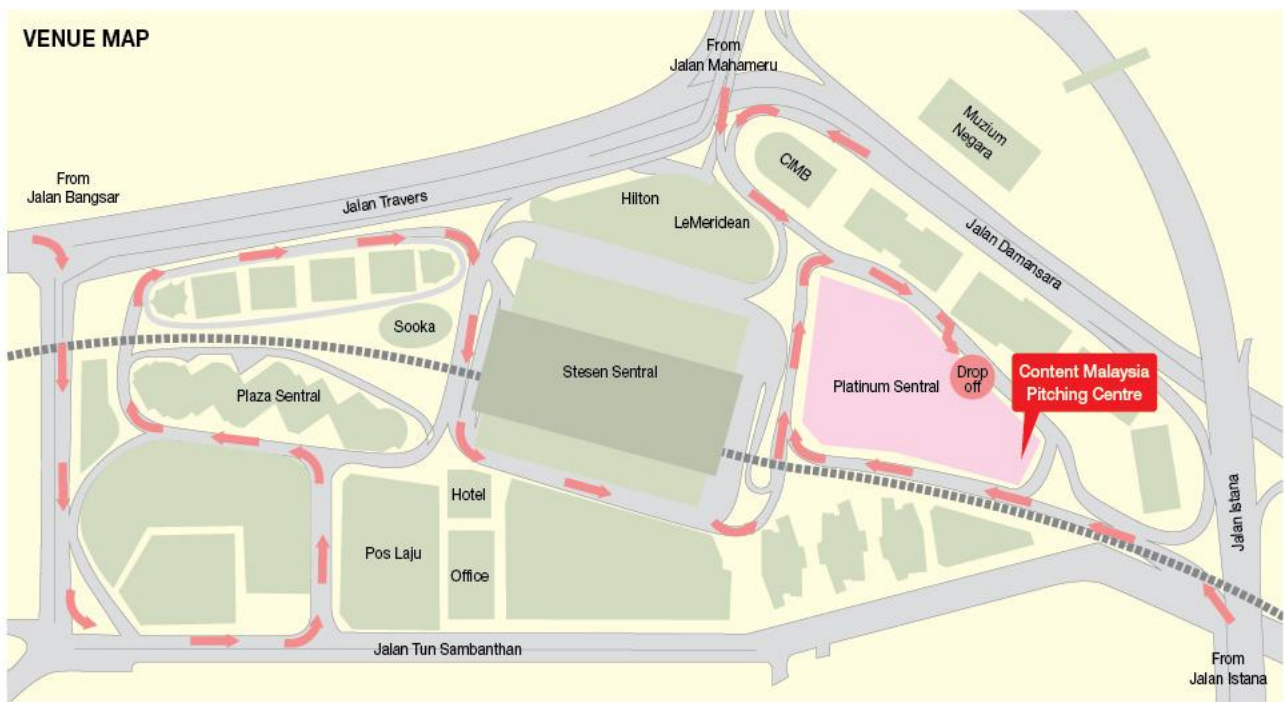 VENUE MAP
From
Jalan Mahameru
Muzium
Negara
CIMB
From
Jalan Bangsar
Jalan Travers
Hilton
LeMeridean
Jalan Damansara
Sooka
Stesen Sentral
Platinum Sentral
Drop
off
Content Malaysia
Pitching Centre
Plaza Sentral
Hotel
Pos Laju
Office
Jalan Istana
Jalan Tun Sambanthan
From
Jalan Istana